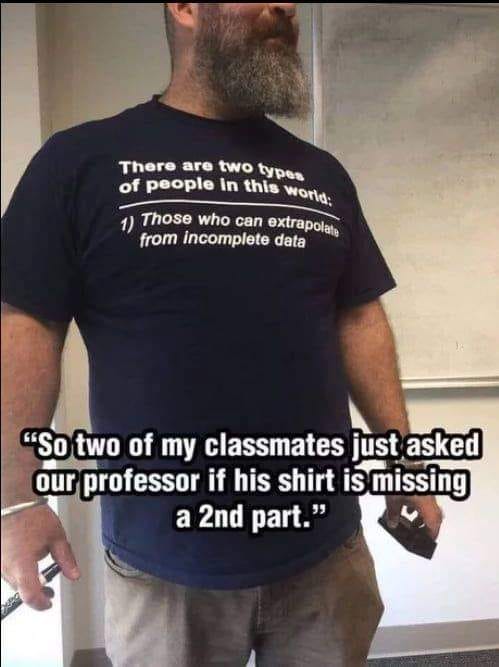 There are two types
of people in this world:
1) Those who can extrapolate
from incomplete data
“So two of my classmates just asked
our professor if his shirt is missing
a 2nd part.”